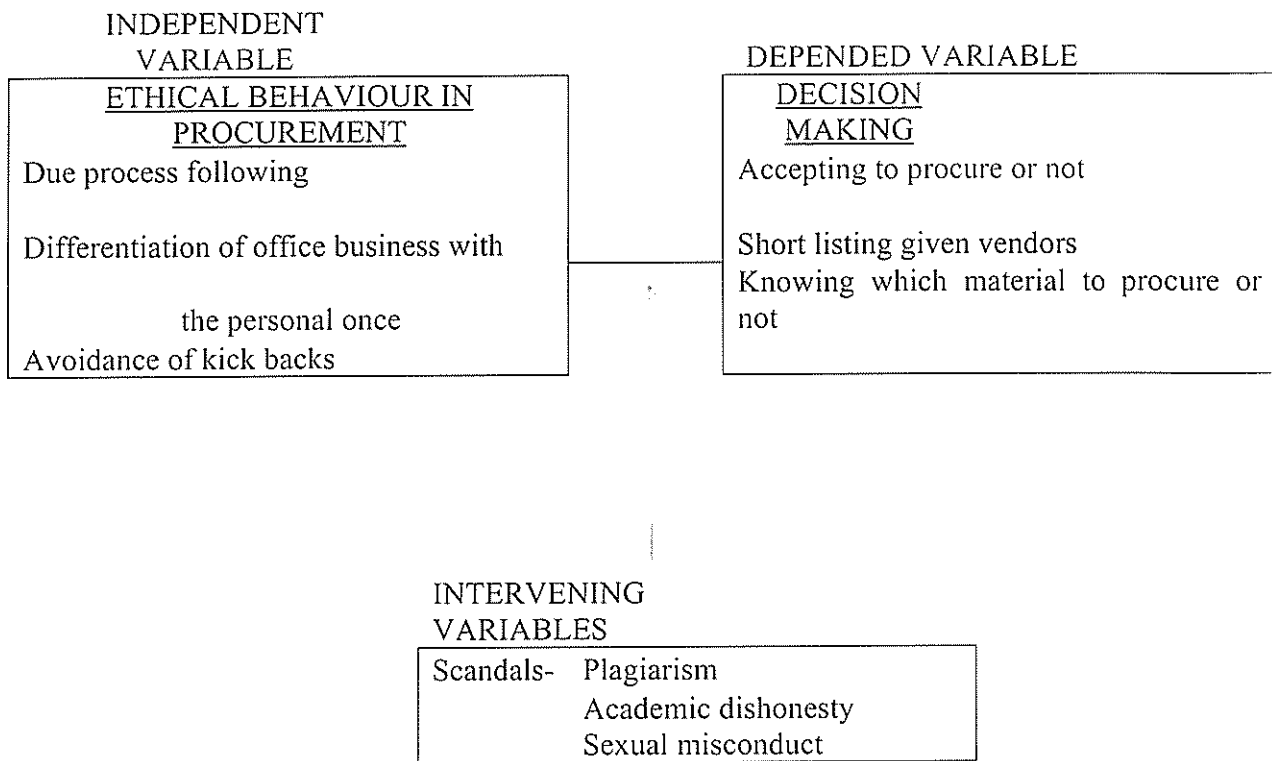 INDEPENDENT
VARIABLE
ETHICAL BEHAVIOUR IN
PROCUREMENT
Due process following
Differentiation of office business with
the personal once
Avoidance of kick backs
DEPENDED VARIABLE
DECISION
MAKING
Accepting to procure or not
Short listing given vendors
Knowing which material to procure or
not
INTERVENING
VARIABLES
Scandals- Plagiarism
Academic dishonesty
Sexual misconduct